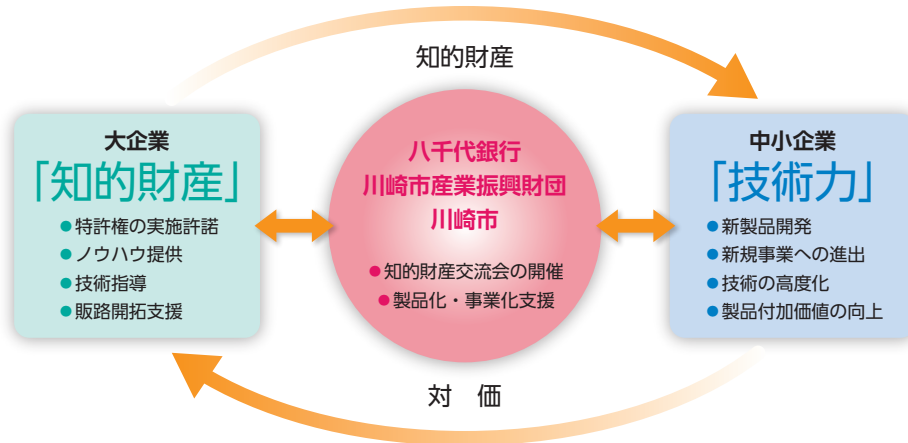 知的財産
大企業
「知的財産」
●特許権の実施許諾
●ノウハウ提供
●技術指導
●販路開拓支援
八千代銀行
川崎市産業振興財団
川崎市
●知的財産交流会の開催
●製品化・事業化支援
中小企業
「技術力」
●新製品開発
●新規事業への進出
●技術の高度化
●製品付加価値の向上
対　価